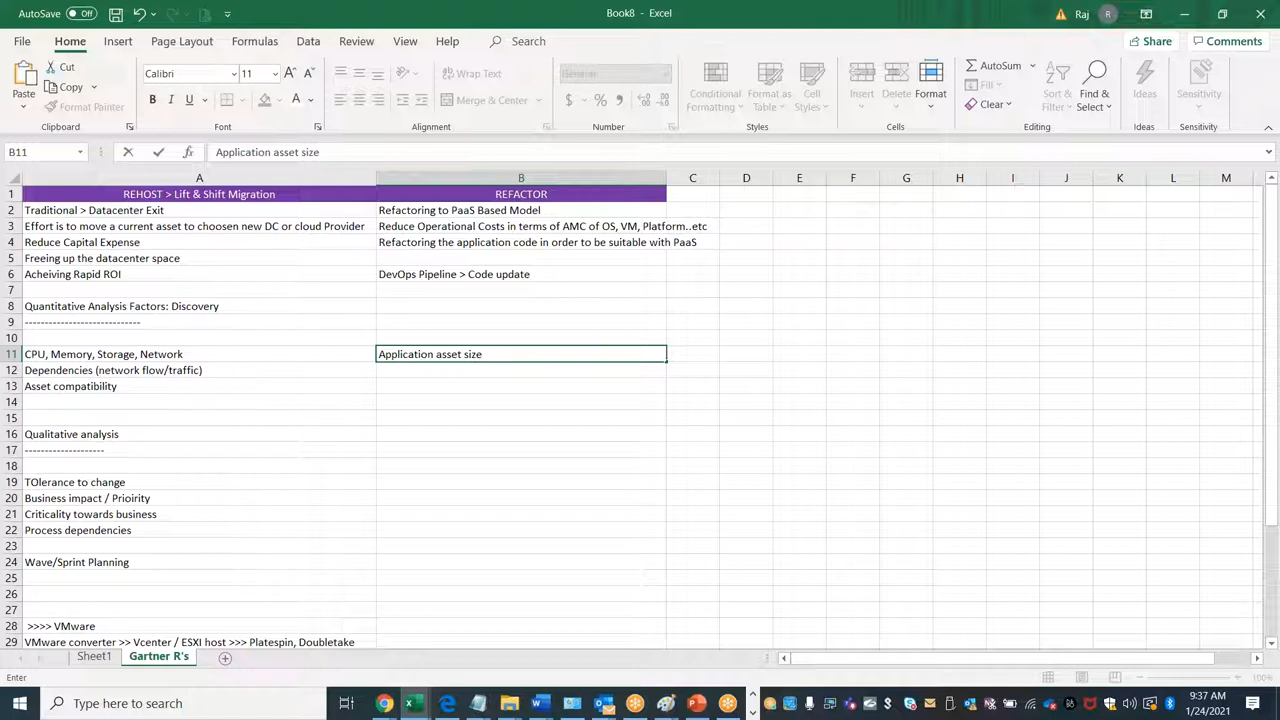 AutoSave Off
Book8 - Excel
Raj R
File Home Insert Page Layout Formulas Data Review View Help Search
Share Comments
Paste
Cut
Copy
Format Painter
Clipboard
Calibri 11
B I U
Font
Wrap Text
Merge & Center
Alignment
General
$ % ,
Number
Conditional Formatting
Format as Table
Cell Styles
Styles
Insert Delete Format
Cells
AutoSum
Fill
Clear
Sort & Filter
Find & Select
Editing
Ideas
Ideas
Sensitivity
Sensitivity
B11 fx Application asset size
A B C D E F G H I J K L M
1 REHOST > Lift & Shift Migration REFACTOR
2 Traditional > Datacenter Exit Refactoring to PaaS Based Model
3 Effort is to move a current asset to choosen new DC or cloud Provider Reduce Operational Costs in terms of AMC of OS, VM, Platform..etc
4 Reduce Capital Expense Refactoring the application code in order to be suitable with PaaS
5 Freeing up the datacenter space
6 Acheiving Rapid ROI DevOps Pipeline > Code update
7
8 Quantitative Analysis Factors: Discovery
9 -----------------------------
10
11 CPU, Memory, Storage, Network Application asset size
12 Dependencies (network flow/traffic)
13 Asset compatibility
14
15
16 Qualitative analysis
17 --------------------
18
19 TOlerance to change
20 Business impact / Prioirity
21 Criticality towards business
22 Process dependencies
23
24 Wave/Sprint Planning
25
26
27
28 >>>> VMware
29 VMware converter >> Vcenter / ESXI host >>> Platespin, Doubletake
Sheet1 Gartner R's
Enter
100%
Type here to search
9:37 AM
1/24/2021